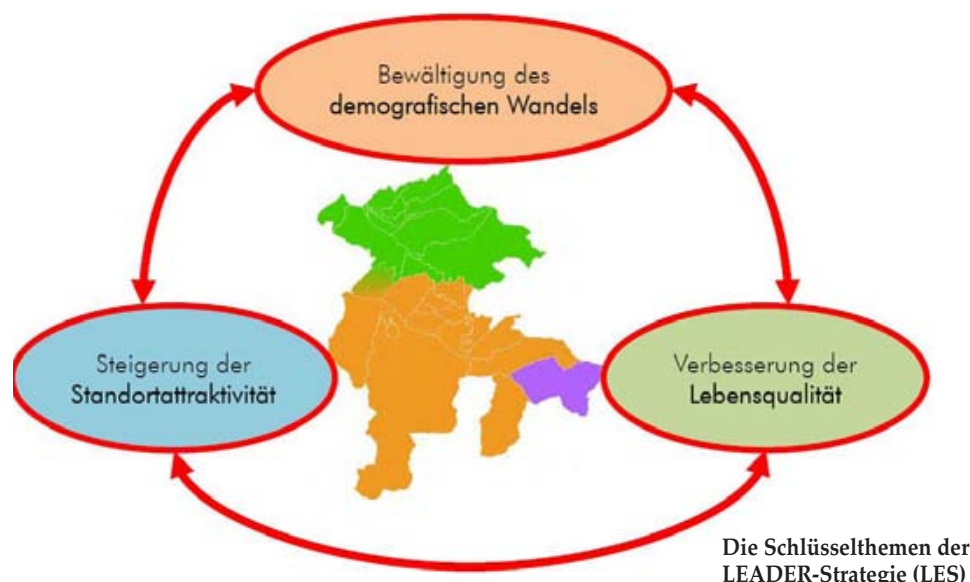 Bewältigung des
demografischen Wandels
Steigerung der
Standortattraktivität
Verbesserung der
Lebensqualität
Die Schlüsselthemen der
LEADER-Strategie (LES)